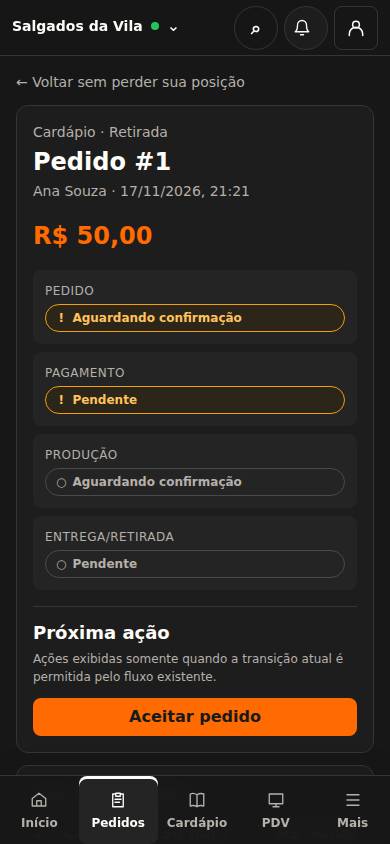 Salgados da Vila
← Voltar sem perder sua posição
Cardápio · Retirada
Pedido #1
Ana Souza · 17/11/2026, 21:21
R$ 50,00
PEDIDO
! Aguardando confirmação
PAGAMENTO
! Pendente
PRODUÇÃO
○ Aguardando confirmação
ENTREGA/RETIRADA
○ Pendente
Próxima ação
Ações exibidas somente quando a transição atual é
permitida pelo fluxo existente.
Aceitar pedido
Início Pedidos Cardápio PDV Mais